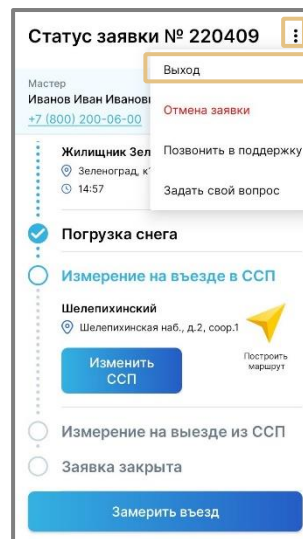 Статус заявки № 220409
Выход
Мастер
Иванов Иван
Отмена заявки
+7 (800) 200-06-00
Жилищник
Позвонить в поддержку
Зеленоград,
14:57
Задать свой вопрос
Погрузка снега
Измерение на въезде в ССП
Шелепихинский
Шелепихинская наб., д.2, соор.1
Изменить
ССП
Построить
маршрут
Измерение на выезде из ССП
Заявка закрыта
Замерить въезд